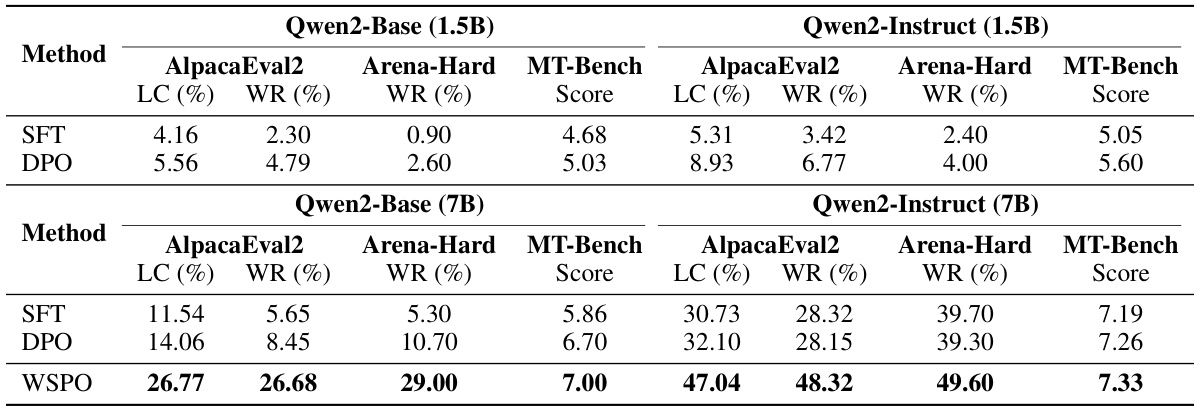 Qwen2-Base (1.5B) Qwen2-Instruct (1.5B)
Method
AlpacaEval2 Arena-Hard MT-Bench AlpacaEval2 Arena-Hard MT-Bench
LC (%) WR (%) WR (%) Score LC (%) WR (%) WR (%) Score
SFT 4.16 2.30 0.90 4.68 5.31 3.42 2.40 5.05
DPO 5.56 4.79 2.60 5.03 8.93 6.77 4.00 5.60
Qwen2-Base (7B) Qwen2-Instruct (7B)
Method
AlpacaEval2 Arena-Hard MT-Bench AlpacaEval2 Arena-Hard MT-Bench
LC (%) WR (%) WR (%) Score LC (%) WR (%) WR (%) Score
SFT 11.54 5.65 5.30 5.86 30.73 28.32 39.70 7.19
DPO 14.06 8.45 10.70 6.70 32.10 28.15 39.30 7.26
WSPO 26.77 26.68 29.00 7.00 47.04 48.32 49.60 7.33